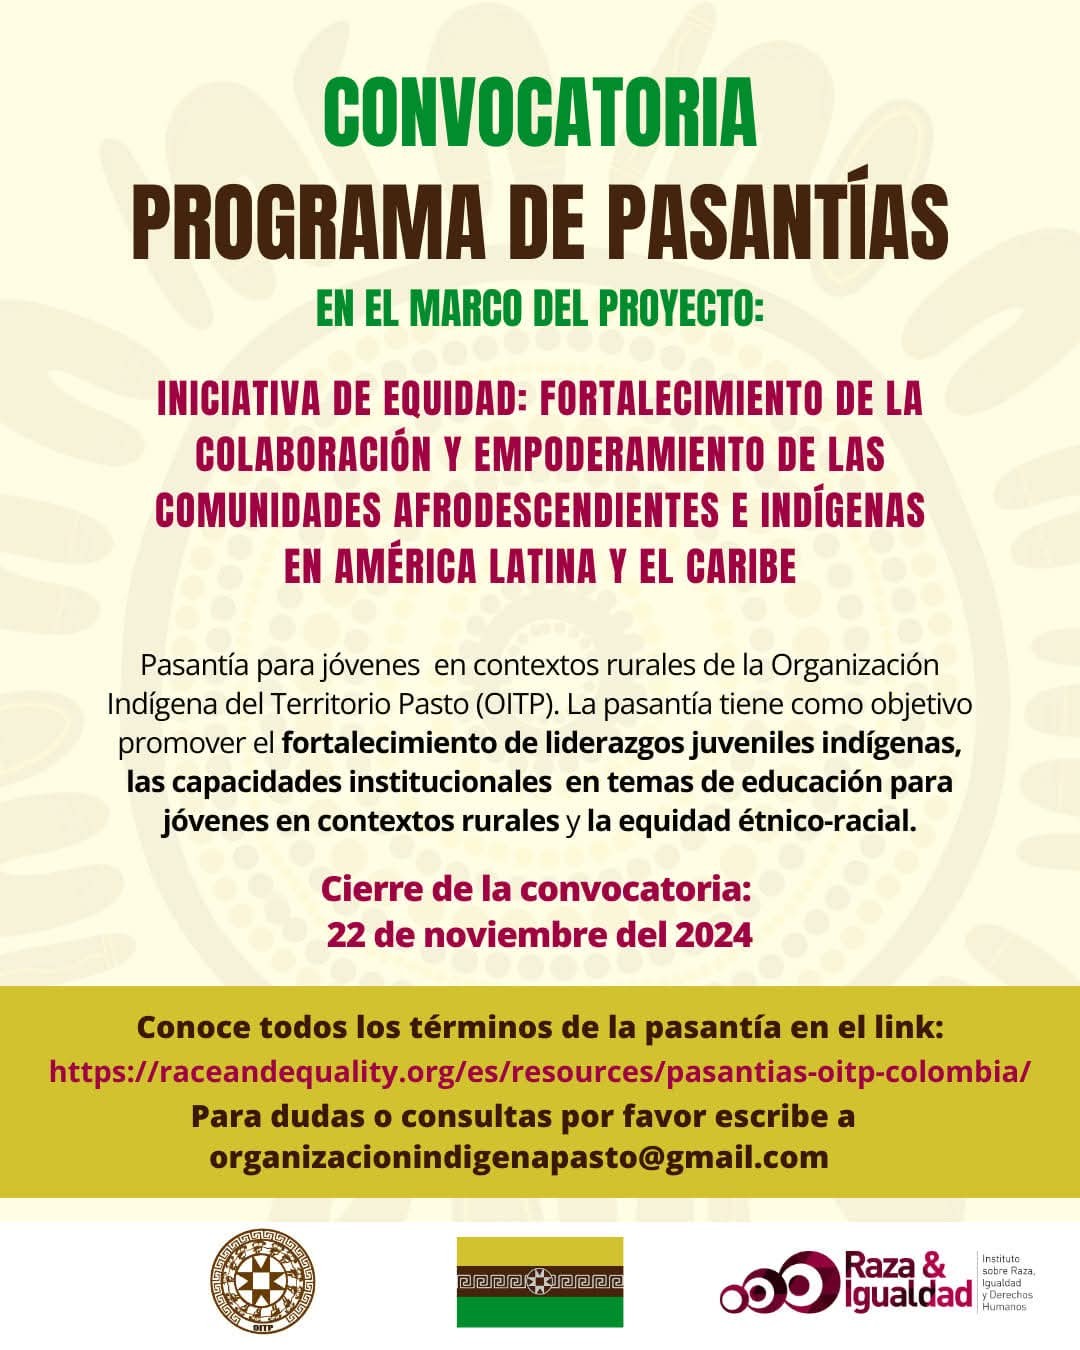 CONVOCATORIA
PROGRAMA DE PASANTÍAS
EN EL MARCO DEL PROYECTO:
INICIATIVA DE EQUIDAD: FORTALECIMIENTO DE LA
COLABORACIÓN Y EMPODERAMIENTO DE LAS
COMUNIDADES AFRODESCENDIENTES E INDÍGENAS
EN AMÉRICA LATINA Y EL CARIBE
Pasantía para jóvenes en contextos rurales de la Organización
Indígena del Territorio Pasto (OITP). La pasantía tiene como objetivo
promover el fortalecimiento de liderazgos juveniles indígenas,
las capacidades institucionales en temas de educación para
jóvenes en contextos rurales y la equidad étnico-racial.
Cierre de la convocatoria:
22 de noviembre del 2024
Conoce todos los términos de la pasantía en el link:
https://raceandequality.org/es/resources/pasantias-oitp-colombia/
Para dudas o consultas por favor escribe a
organizacionindigenapasto@gmail.com
OITP
Raza &
Igualdad
Instituto
sobre Raza,
Igualdad
y Derechos
Humanos